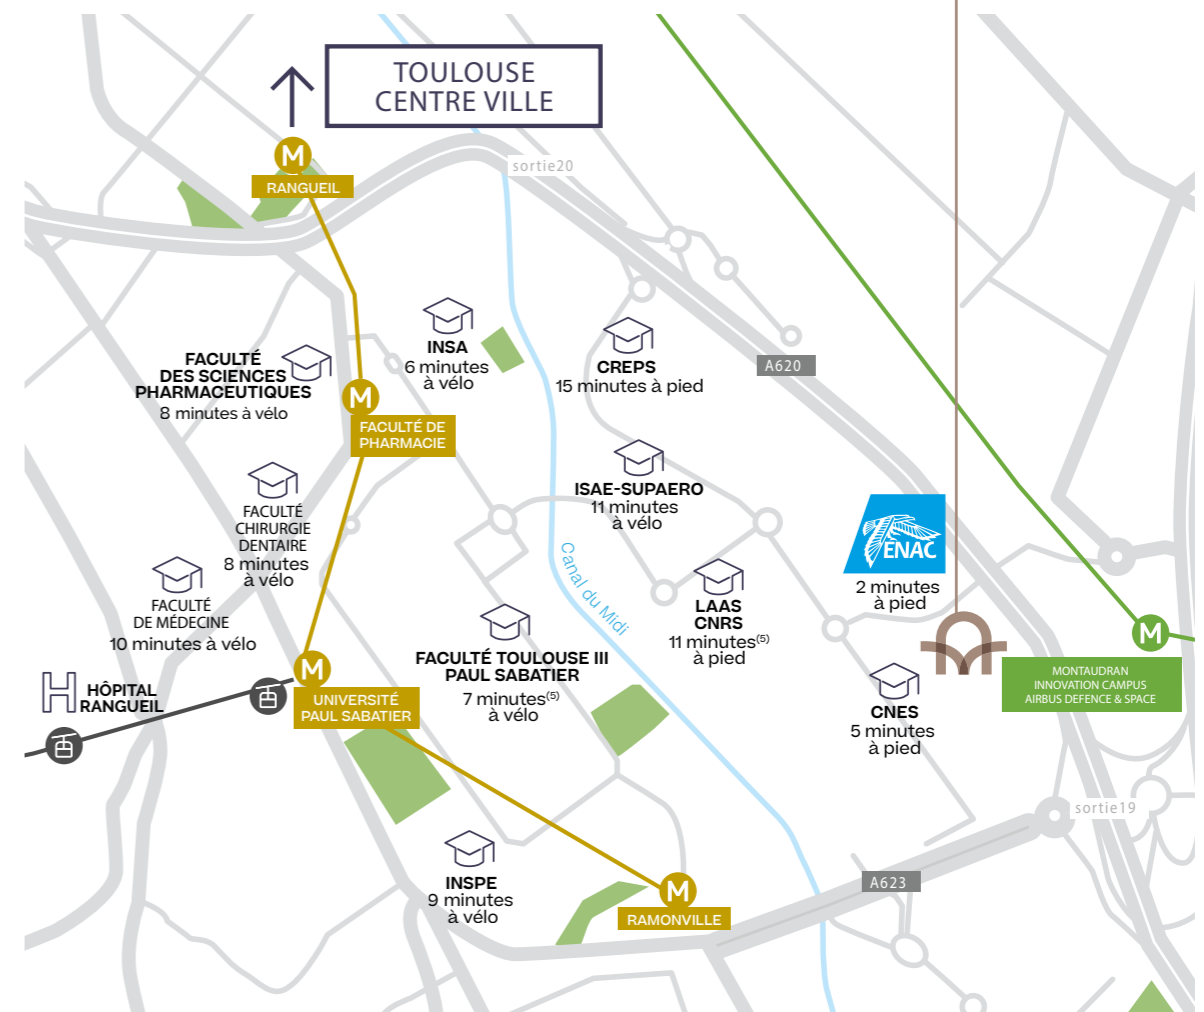 TOULOUSE
CENTRE VILLE
M
RANGUEIL
sortie20
INSA
6 minutes
à vélo
CREPS
15 minutes à pied
A620
FACULTÉ
DES SCIENCES
PHARMACEUTIQUES
8 minutes à vélo
M
FACULTÉ DE
PHARMACIE
ISAE-SUPAERO
11 minutes
à vélo
FACULTÉ
CHIRURGIE
DENTAIRE
8 minutes
à vélo
ENAC
2 minutes
à pied
Canal du Midi
FACULTÉ
DE MÉDECINE
10 minutes à vélo
LAAS
CNRS
11 minutes(5)
à pied
M
MONTAUDRAN
INNOVATION CAMPUS
AIRBUS DEFENCE & SPACE
FACULTÉ TOULOUSE III
PAUL SABATIER
7 minutes(5)
à vélo
M
UNIVERSITÉ
PAUL SABATIER
H
HÔPITAL
RANGUEIL
CNES
5 minutes
à pied
sortie19
INSPE
9 minutes
à vélo
A623
M
RAMONVILLE